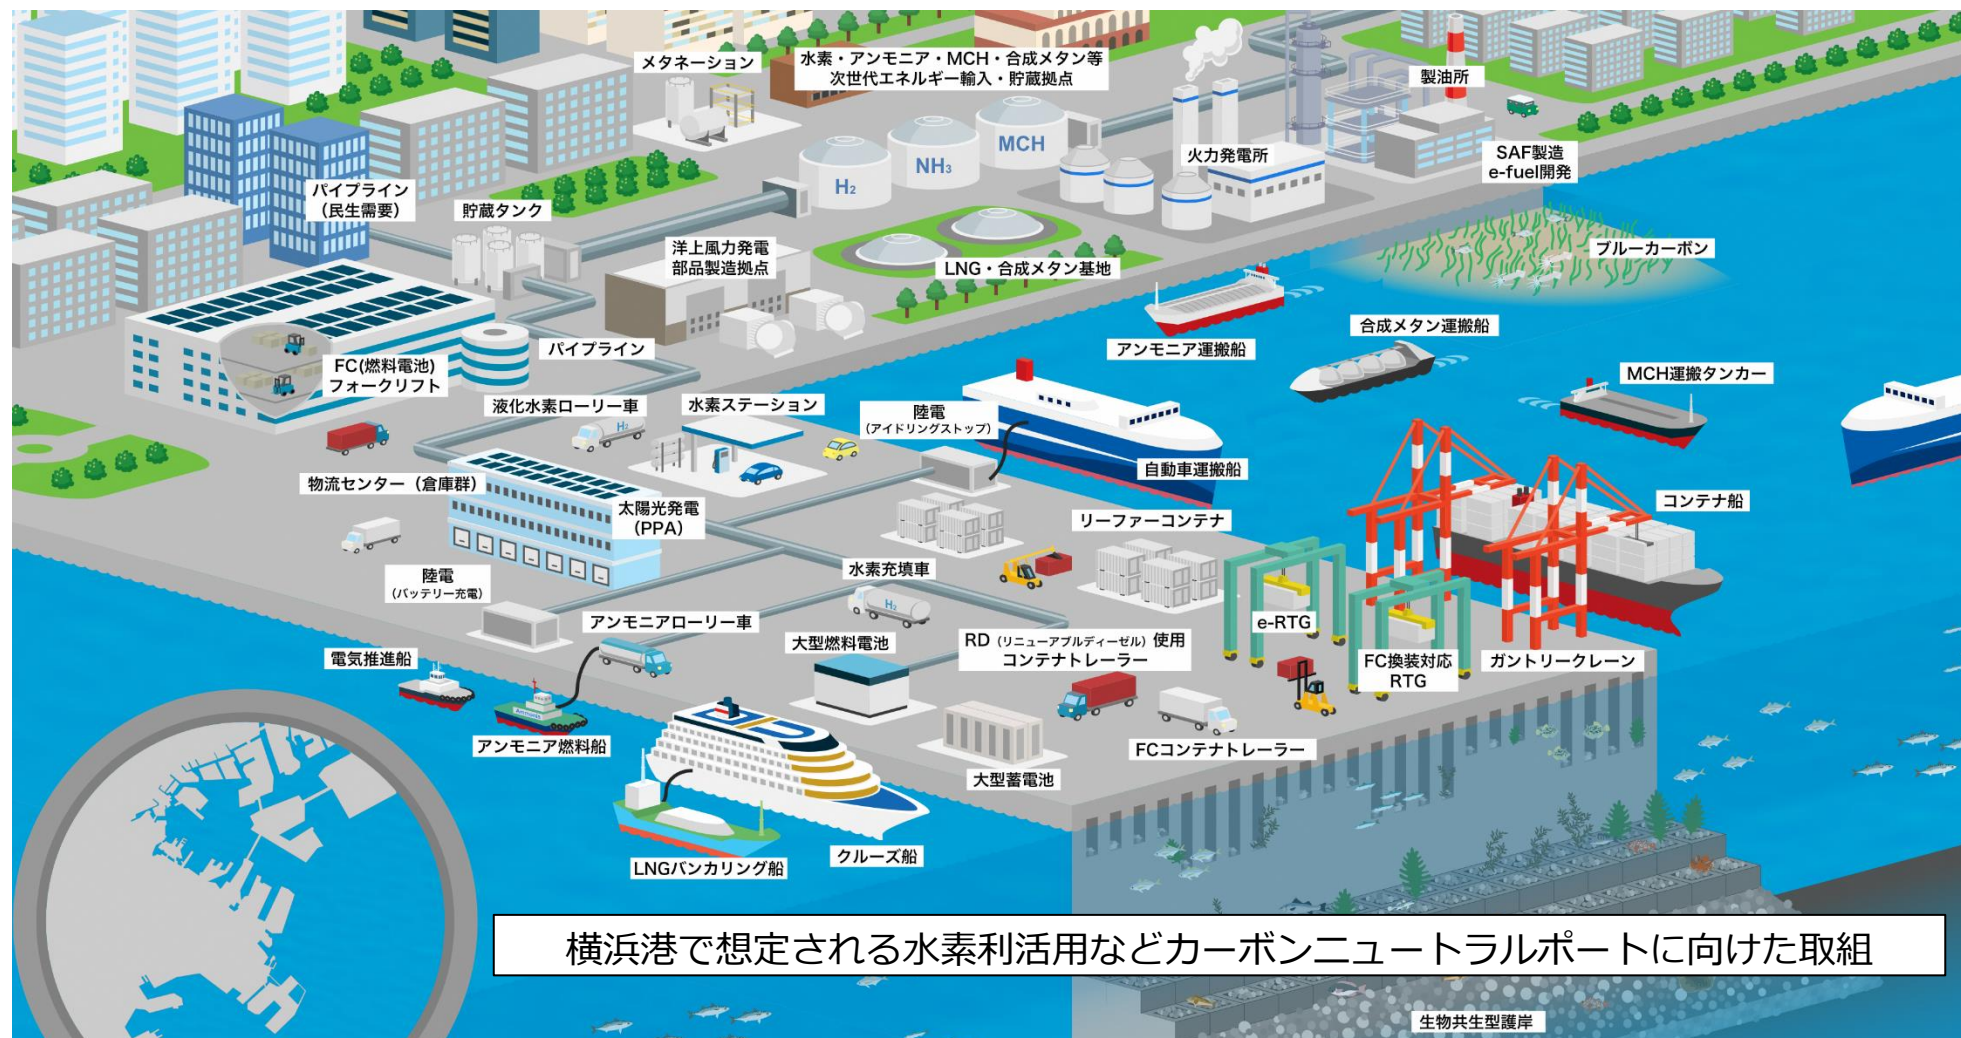 メタネーション
水素・アンモニア・MCH・合成メタン等
次世代エネルギー輸入・貯蔵拠点
製油所
H₂
NH₃
MCH
火力発電所
SAF製造
e-fuel開発
パイプライン
（民生需要）
貯蔵タンク
洋上風力発電
部品製造拠点
LNG・合成メタン基地
ブルーカーボン
アンモニア運搬船
合成メタン運搬船
MCH運搬タンカー
パイプライン
FC(燃料電池)
フォークリフト
液化水素ローリー車
H₂
水素ステーション
陸電
（アイドリングストップ）
自動車運搬船
物流センター（倉庫群）
太陽光発電
（PPA）
リーファーコンテナ
コンテナ船
陸電
（バッテリー充電）
水素充填車
H₂
アンモニアローリー車
大型燃料電池
RD（リニューアブルディーゼル）使用
コンテナトレーラー
e-RTG
FC換装対応
RTG
ガントリークレーン
電気推進船
アンモニア燃料船
大型蓄電池
FCコンテナトレーラー
LNGバンカリング船
クルーズ船
横浜港で想定される水素利活用などカーボンニュートラルポートに向けた取組
生物共生型護岸